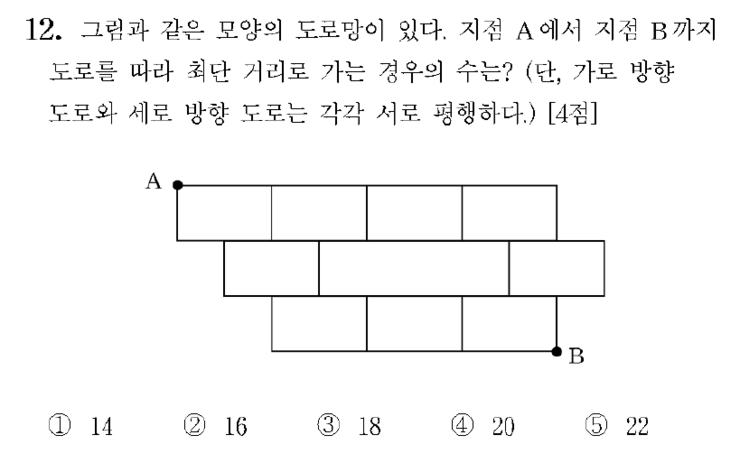 12. 그림과 같은 모양의 도로망이 있다. 지점 A에서 지점 B까지
도로를 따라 최단 거리로 가는 경우의 수는? (단, 가로 방향
도로와 세로 방향 도로는 각각 서로 평행하다.) [4점]
A
B
① 14 ② 16 ③ 18 ④ 20 ⑤ 22